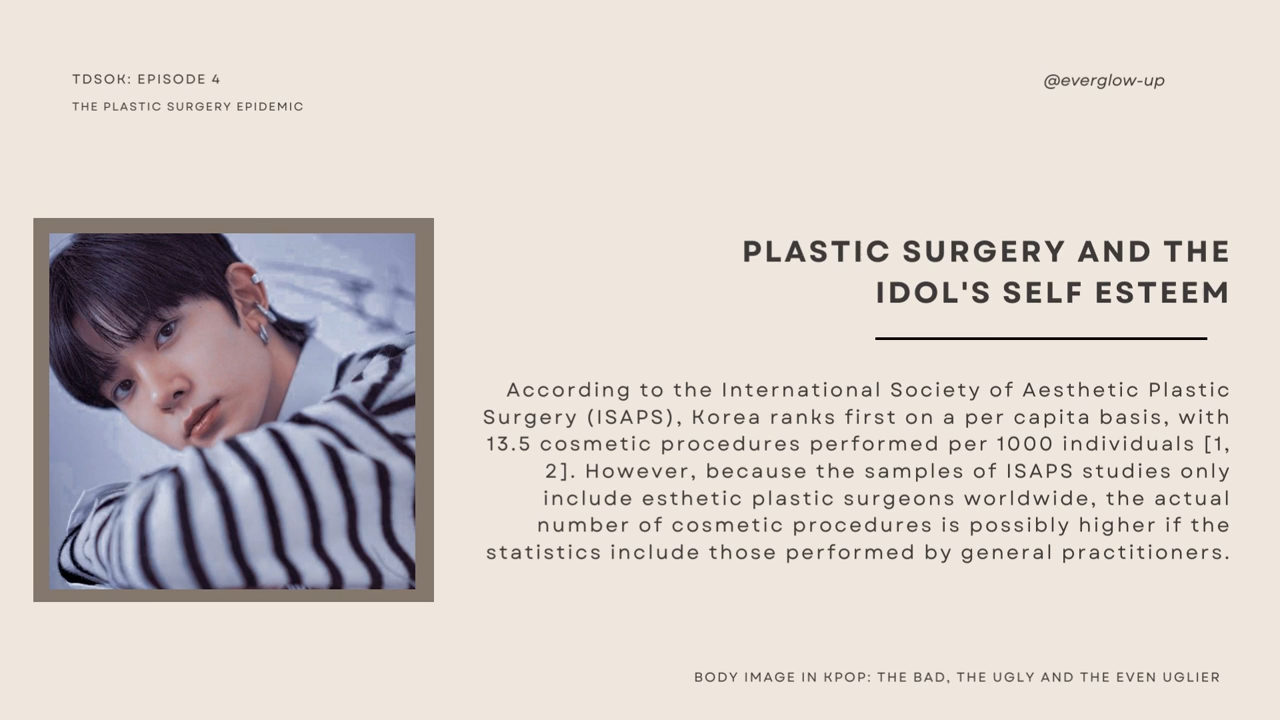 TDSOK: EPISODE 4
THE PLASTIC SURGERY EPIDEMIC
@everglow-up
PLASTIC SURGERY AND THE
IDOL'S SELF ESTEEM
According to the International Society of Aesthetic Plastic
Surgery (ISAPS), Korea ranks first on a per capita basis, with
13.5 cosmetic procedures performed per 1000 individuals [1,
2]. However, because the samples of ISAPS studies only
include esthetic plastic surgeons worldwide, the actual
number of cosmetic procedures is possibly higher if the
statistics include those performed by general practitioners.
BODY IMAGE IN KPOP: THE BAD, THE UGLY AND THE EVEN UGLIER